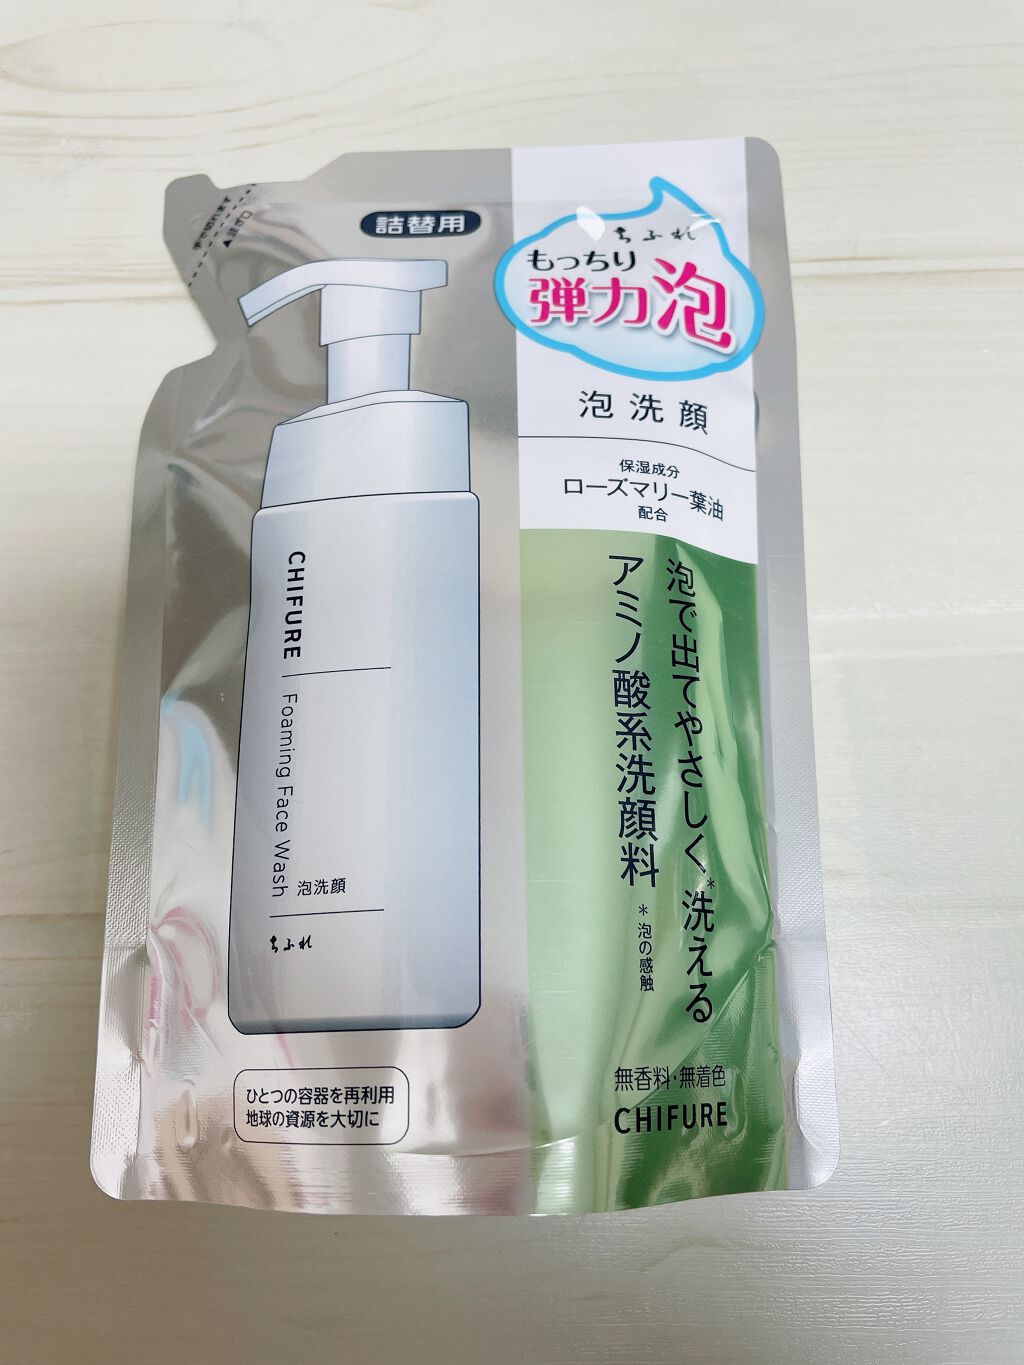 詰替用
ちふれ
もっちり
弾力泡
泡洗顔
保湿成分
ローズマリー葉油
配合
泡で出てやさしく*洗える
アミノ酸系洗顔料
*泡の感触
CHIFURE
Foaming Face Wash
泡洗顔
ちふれ
ひとつの容器を再利用
地球の資源を大切に
無香料・無着色
CHIFURE